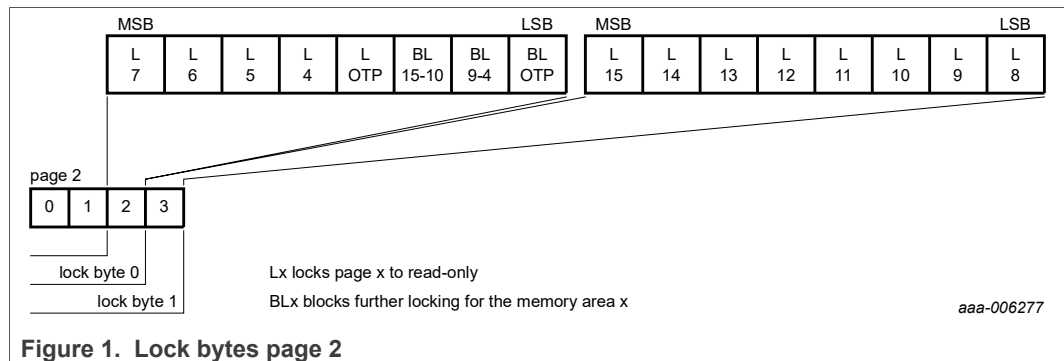 MSB LSB MSB LSB
L L L L L BL BL BL L L L L L L L L
7 6 5 4 OTP 15-10 9-4 OTP 15 14 13 12 11 10 9 8
page 2
0 1 2 3
lock byte 0 Lx locks page x to read-only
lock byte 1 BLx blocks further locking for the memory area x aaa-006277
Figure 1. Lock bytes page 2